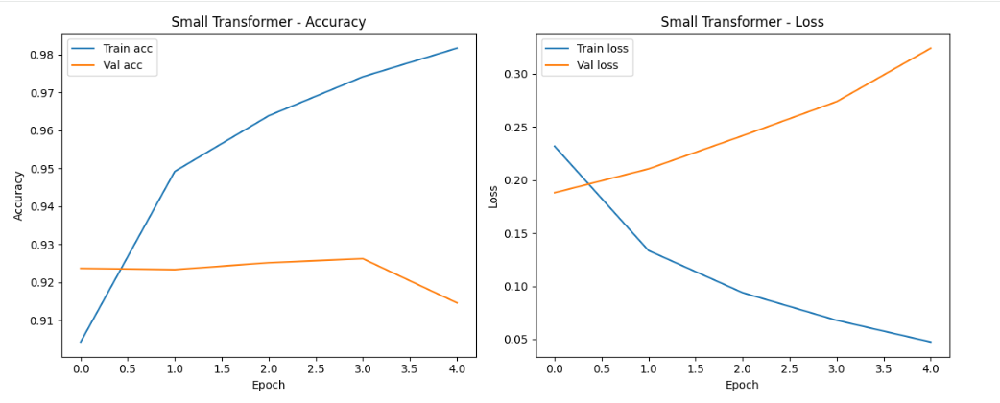 Small Transformer - Accuracy
Train acc
Val acc
0.98
0.97
0.96
0.95
0.94
0.93
0.92
0.91
Accuracy
0.0 0.5 1.0 1.5 2.0 2.5 3.0 3.5 4.0
Epoch
Small Transformer - Loss
Train loss
Val loss
0.30
0.25
0.20
0.15
0.10
0.05
Loss
0.0 0.5 1.0 1.5 2.0 2.5 3.0 3.5 4.0
Epoch